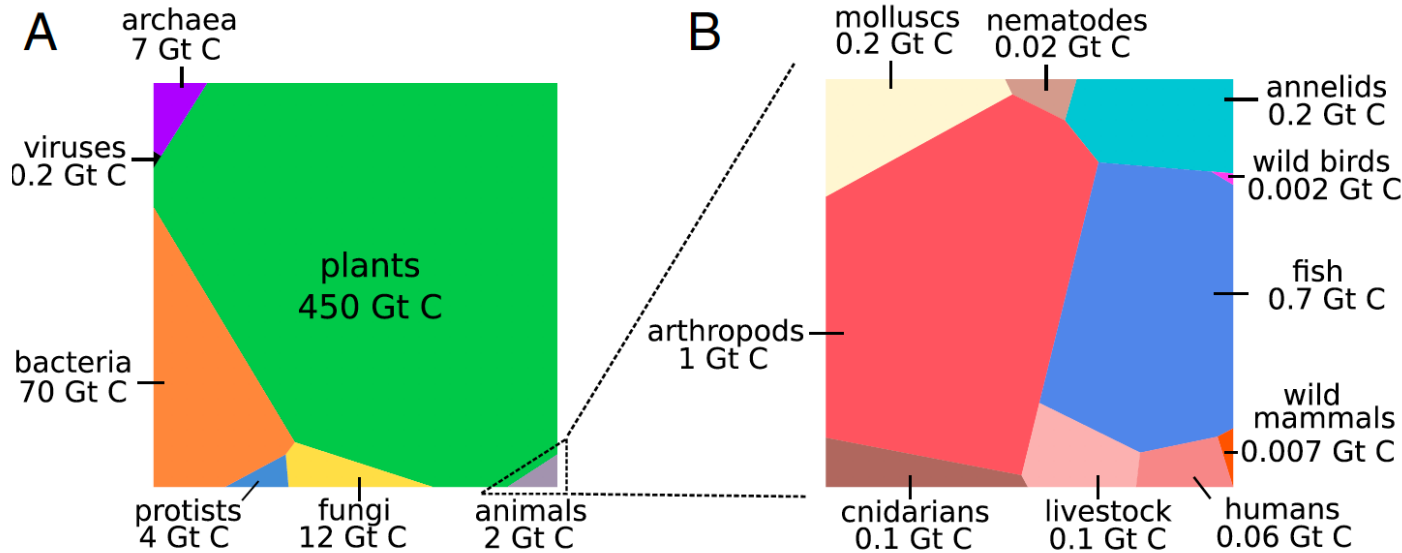 A
archaea
7 Gt C
viruses
0.2 Gt C
plants
450 Gt C
bacteria
70 Gt C
protists
4 Gt C
fungi
12 Gt C
animals
2 Gt C
B
molluscs
0.2 Gt C
nematodes
0.02 Gt C
annelids
0.2 Gt C
wild birds
0.002 Gt C
fish
0.7 Gt C
arthropods
1 Gt C
wild
mammals
0.007 Gt C
cnidarians
0.1 Gt C
livestock
0.1 Gt C
humans
0.06 Gt C